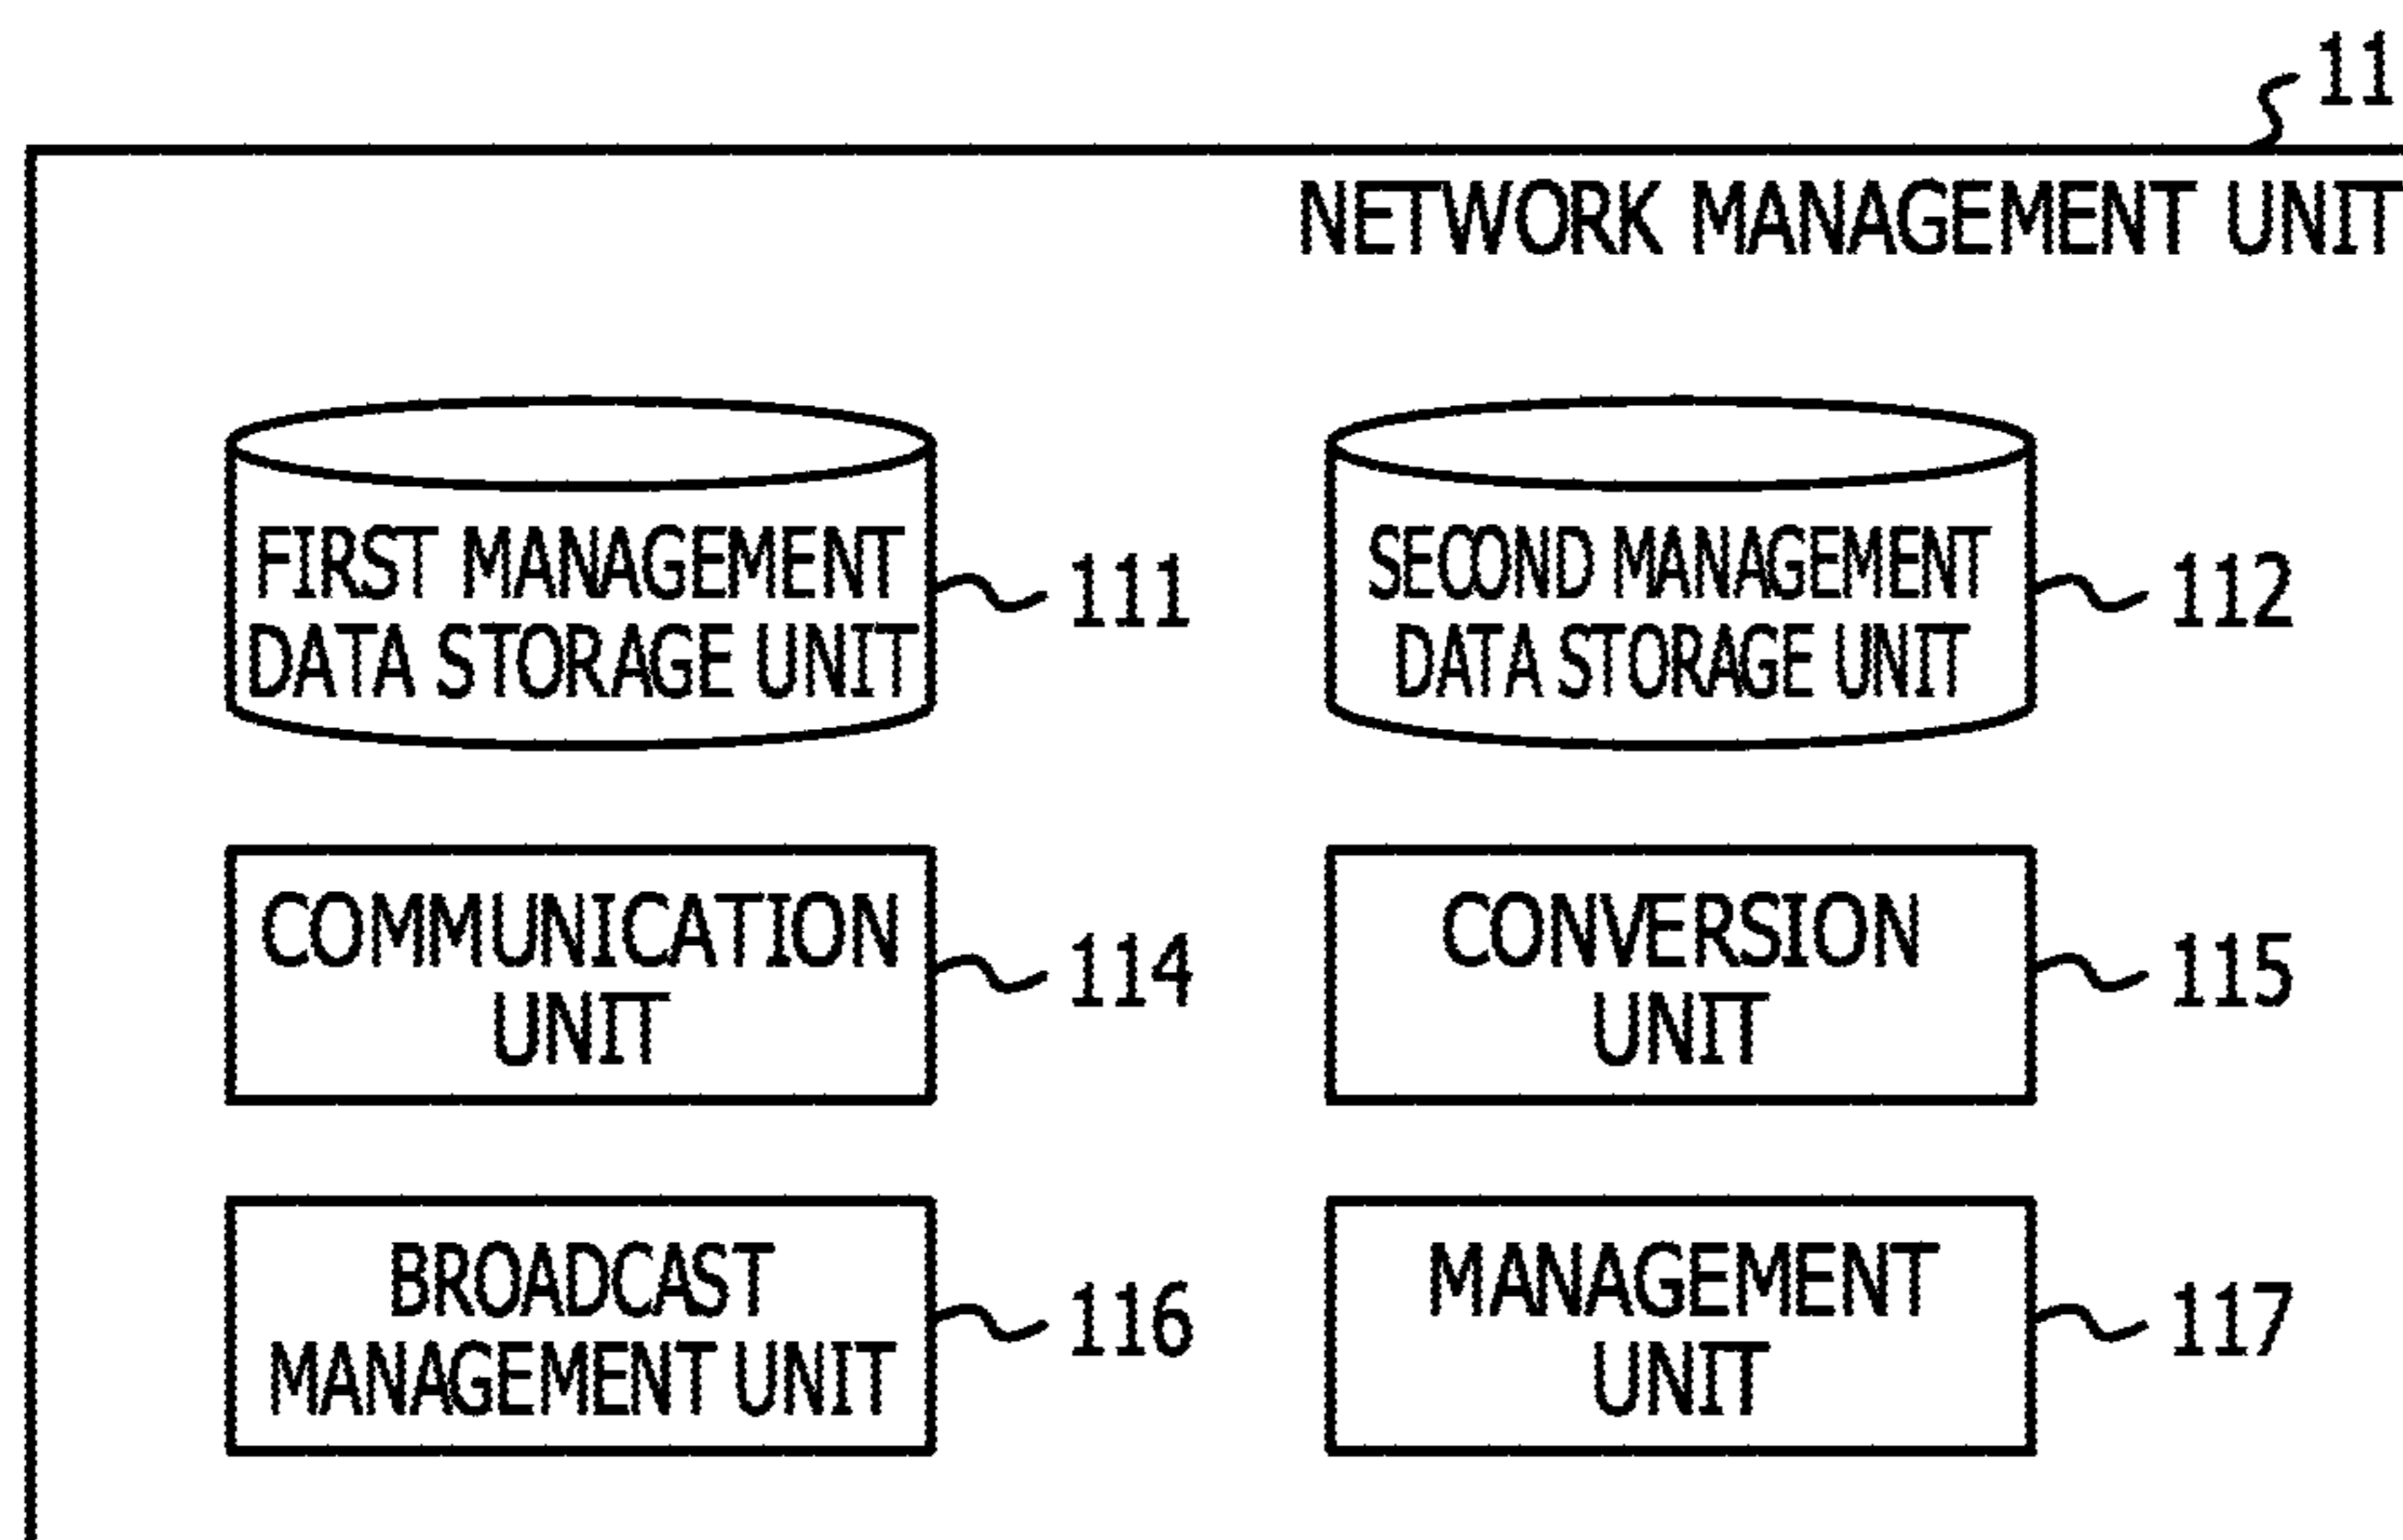 11
NETWORK MANAGEMENT UNIT
FIRST MANAGEMENT
DATA STORAGE UNIT
111
SECOND MANAGEMENT
DATA STORAGE UNIT
112
COMMUNICATION
UNIT
114
CONVERSION
UNIT
115
BROADCAST
MANAGEMENT UNIT
116
MANAGEMENT
UNIT
117